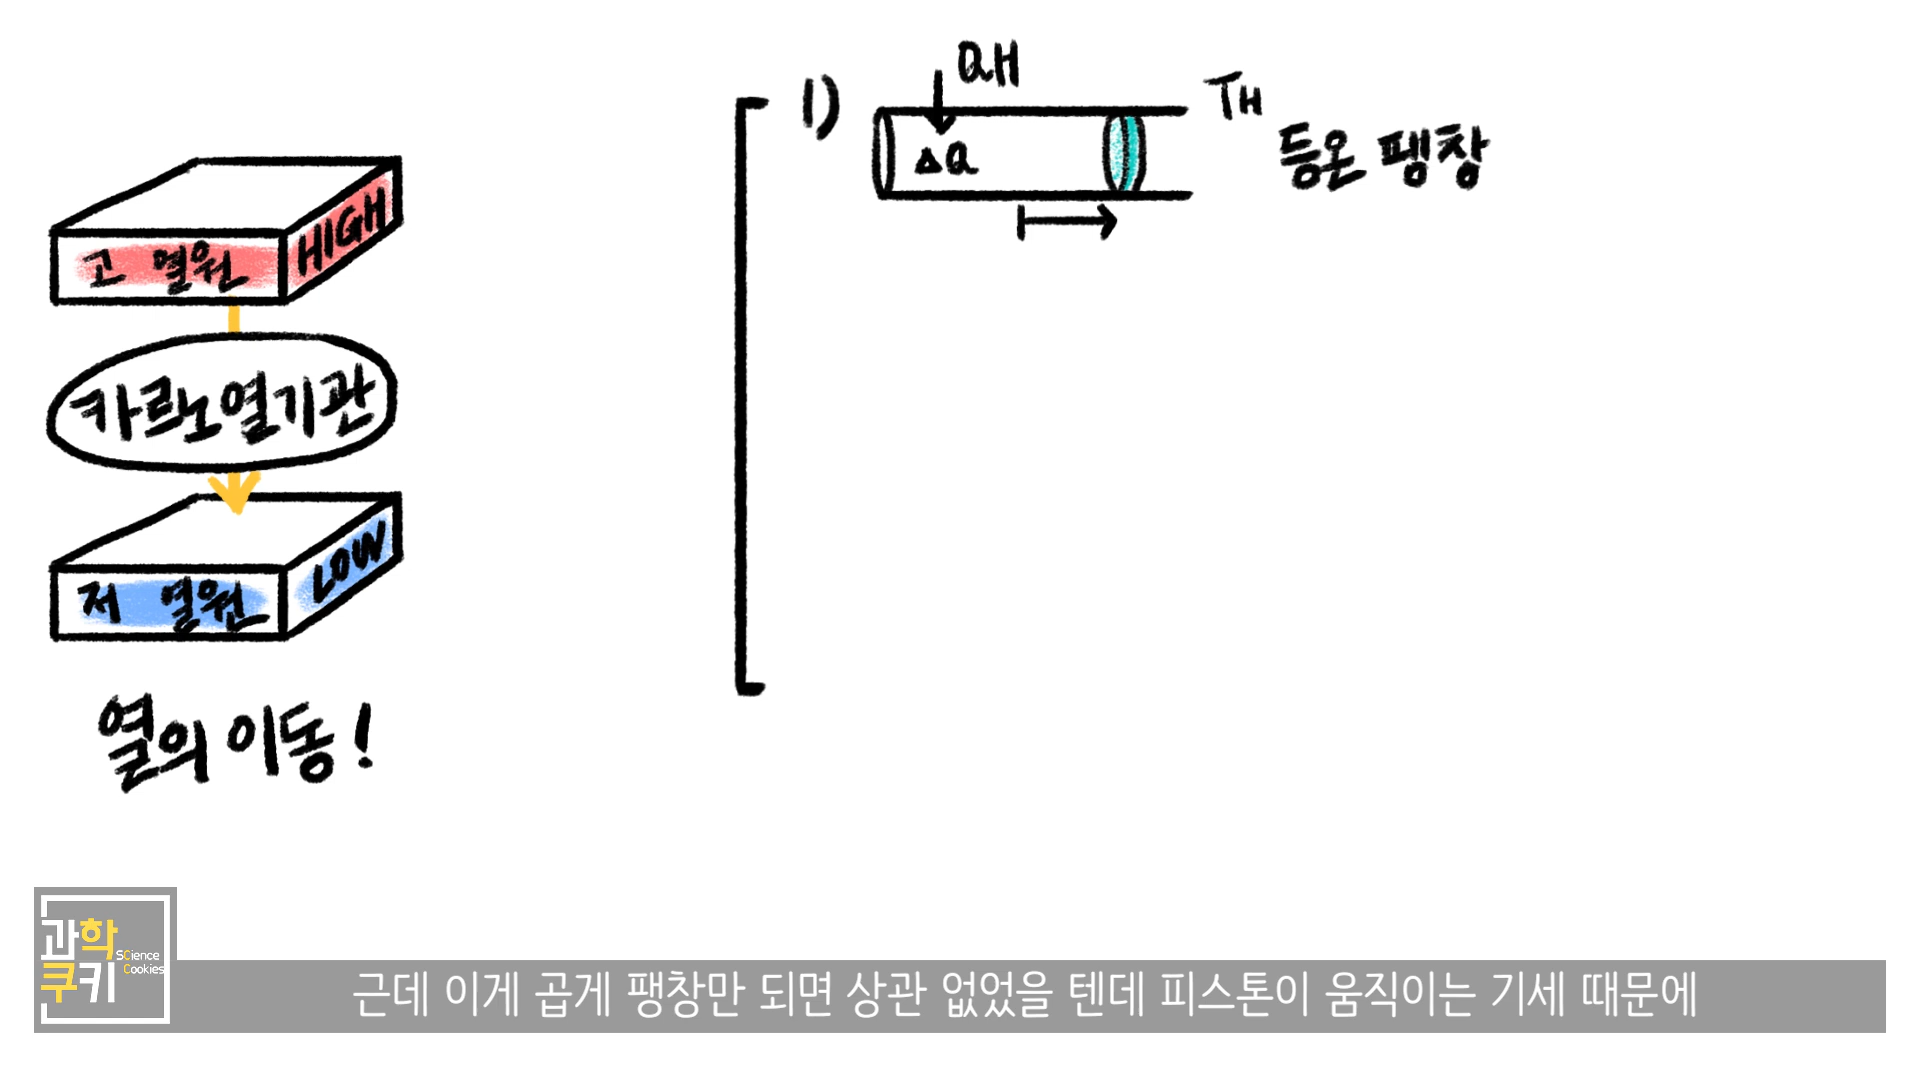 고 열원 HIGH
카르노열기관
저 열원 LOW
열의 이동!
1)
QH
ΔQ
TH
등온 팽창
과학쿠키
Science Cookies
근데 이게 곱게 팽창만 되면 상관 없었을 텐데 피스톤이 움직이는 기세 때문에